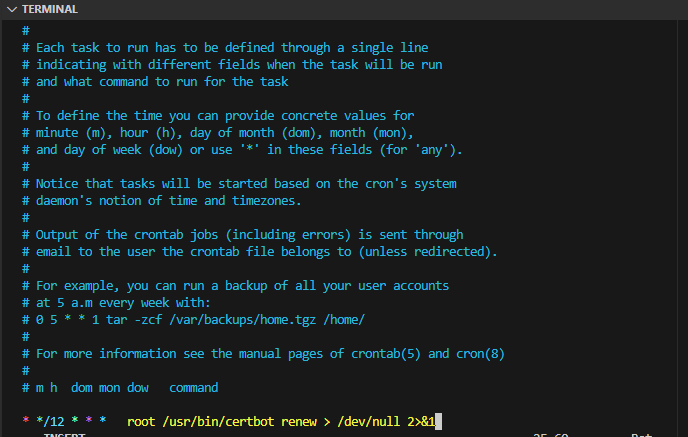 TERMINAL
#
# Each task to run has to be defined through a single line
# indicating with different fields when the task will be run
# and what command to run for the task
#
# To define the time you can provide concrete values for
# minute (m), hour (h), day of month (dom), month (mon),
# and day of week (dow) or use '*' in these fields (for 'any').
#
# Notice that tasks will be started based on the cron's system
# daemon's notion of time and timezones.
#
# Output of the crontab jobs (including errors) is sent through
# email to the user the crontab file belongs to (unless redirected).
#
# For example, you can run a backup of all your user accounts
# at 5 a.m every week with:
# 0 5 * * 1 tar -zcf /var/backups/home.tgz /home/
#
# For more information see the manual pages of crontab(5) and cron(8)
#
# m h  dom mon dow   command
* */12 * * *   root /usr/bin/certbot renew > /dev/null 2>&1